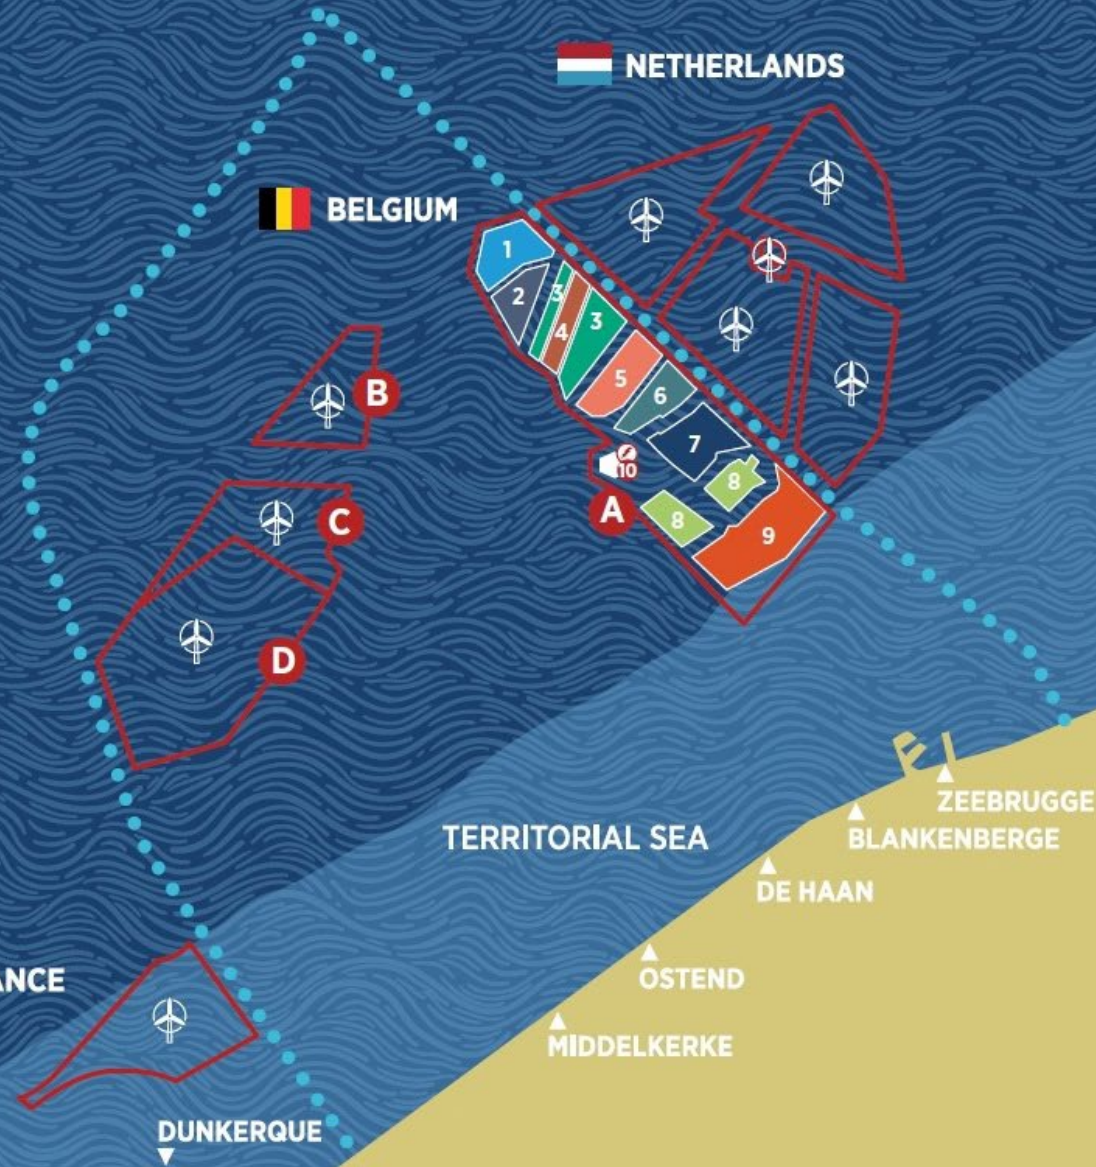 NETHERLANDS
BELGIUM
1
2
3
4
3
5
6
7
10
8
8
9
A
B
C
D
TERRITORIAL SEA
ZEEBRUGGE
BLANKENBERGE
DE HAAN
OSTEND
MIDDELKERKE
ANCE
DUNKERQUE